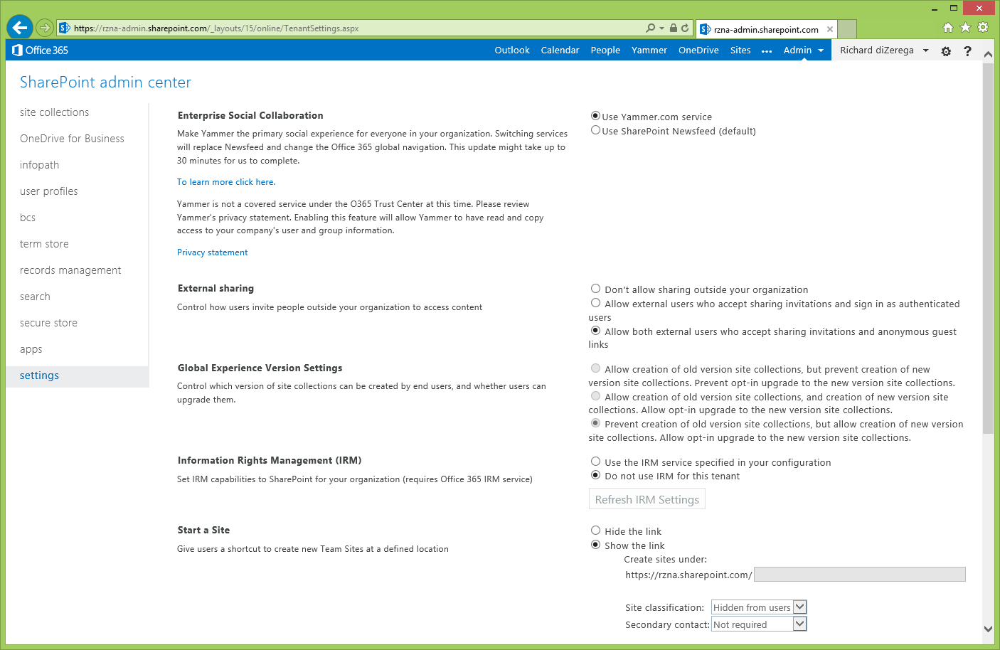 https://rzna-admin.sharepoint.com/_layouts/15/online/TenantSettings.aspx
rzna-admin.sharepoint.com
Office 365
Outlook Calendar People Yammer OneDrive Sites ••• Admin Richard diZerega ?
SharePoint admin center
site collections
OneDrive for Business
infopath
user profiles
bcs
term store
records management
search
secure store
apps
settings
Enterprise Social Collaboration
Make Yammer the primary social experience for everyone in your organization. Switching services
will replace Newsfeed and change the Office 365 global navigation. This update might take up to
30 minutes for us to complete.
To learn more click here.
Yammer is not a covered service under the O365 Trust Center at this time. Please review
Yammer's privacy statement. Enabling this feature will allow Yammer to have read and copy
access to your company's user and group information.
Privacy statement
Use Yammer.com service
Use SharePoint Newsfeed (default)
External sharing
Control how users invite people outside your organization to access content
Don't allow sharing outside your organization
Allow external users who accept sharing invitations and sign in as authenticated
users
Allow both external users who accept sharing invitations and anonymous guest
links
Global Experience Version Settings
Control which version of site collections can be created by end users, and whether users can
upgrade them.
Allow creation of old version site collections, but prevent creation of new
version site collections. Prevent opt-in upgrade to the new version site collections.
Allow creation of old version site collections, and creation of new version site
collections. Allow opt-in upgrade to the new version site collections.
Prevent creation of old version site collections, but allow creation of new version
site collections. Allow opt-in upgrade to the new version site collections.
Information Rights Management (IRM)
Set IRM capabilities to SharePoint for your organization (requires Office 365 IRM service)
Use the IRM service specified in your configuration
Do not use IRM for this tenant
Refresh IRM Settings
Start a Site
Give users a shortcut to create new Team Sites at a defined location
Hide the link
Show the link
Create sites under:
https://rzna.sharepoint.com/
Site classification: Hidden from users
Secondary contact: Not required